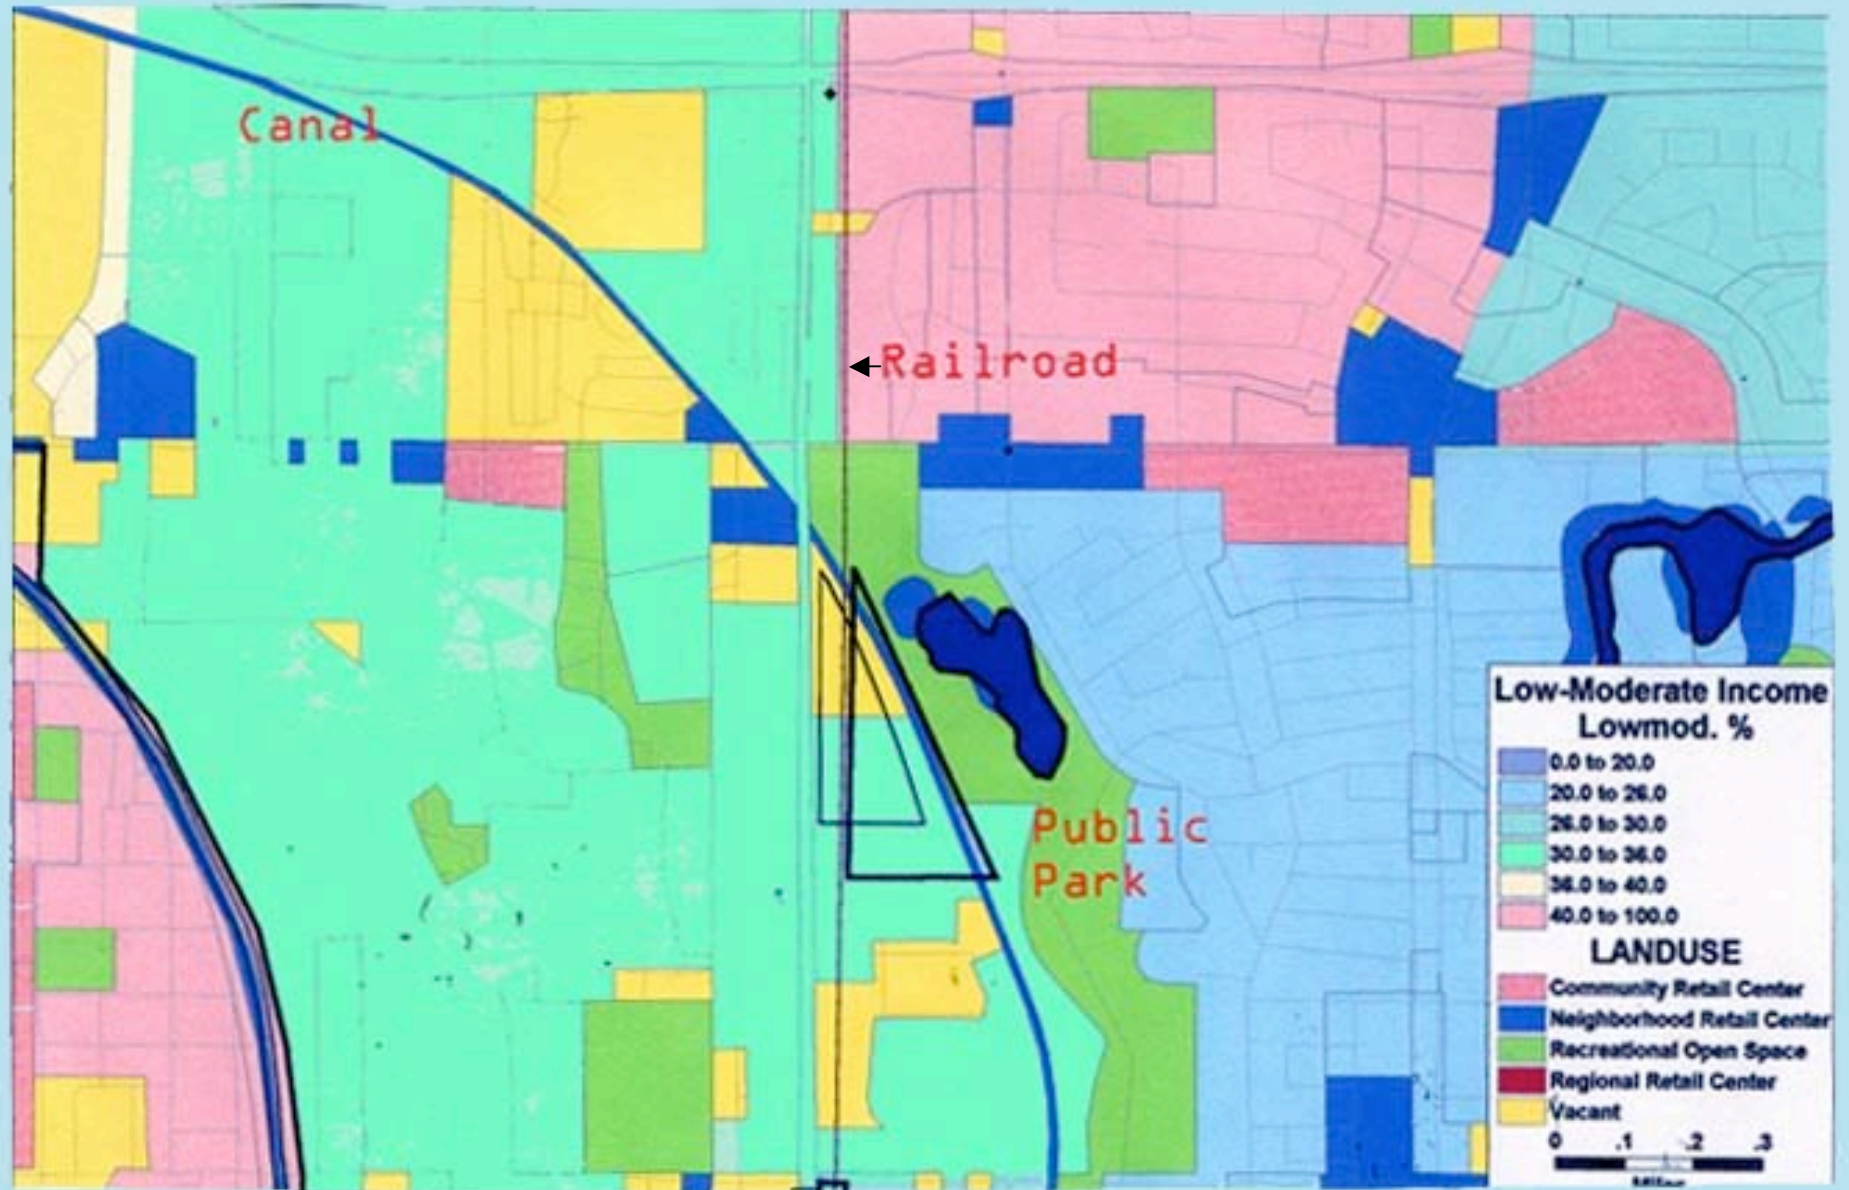 Canal
Railroad
Public
Park
Low-Moderate Income
Lowmod. %
0.0 to 20.0
20.0 to 26.0
26.0 to 30.0
30.0 to 36.0
36.0 to 40.0
40.0 to 100.0
LANDUSE
Community Retail Center
Neighborhood Retail Center
Recreational Open Space
Regional Retail Center
Vacant
0 .1 .2 .3
Miles